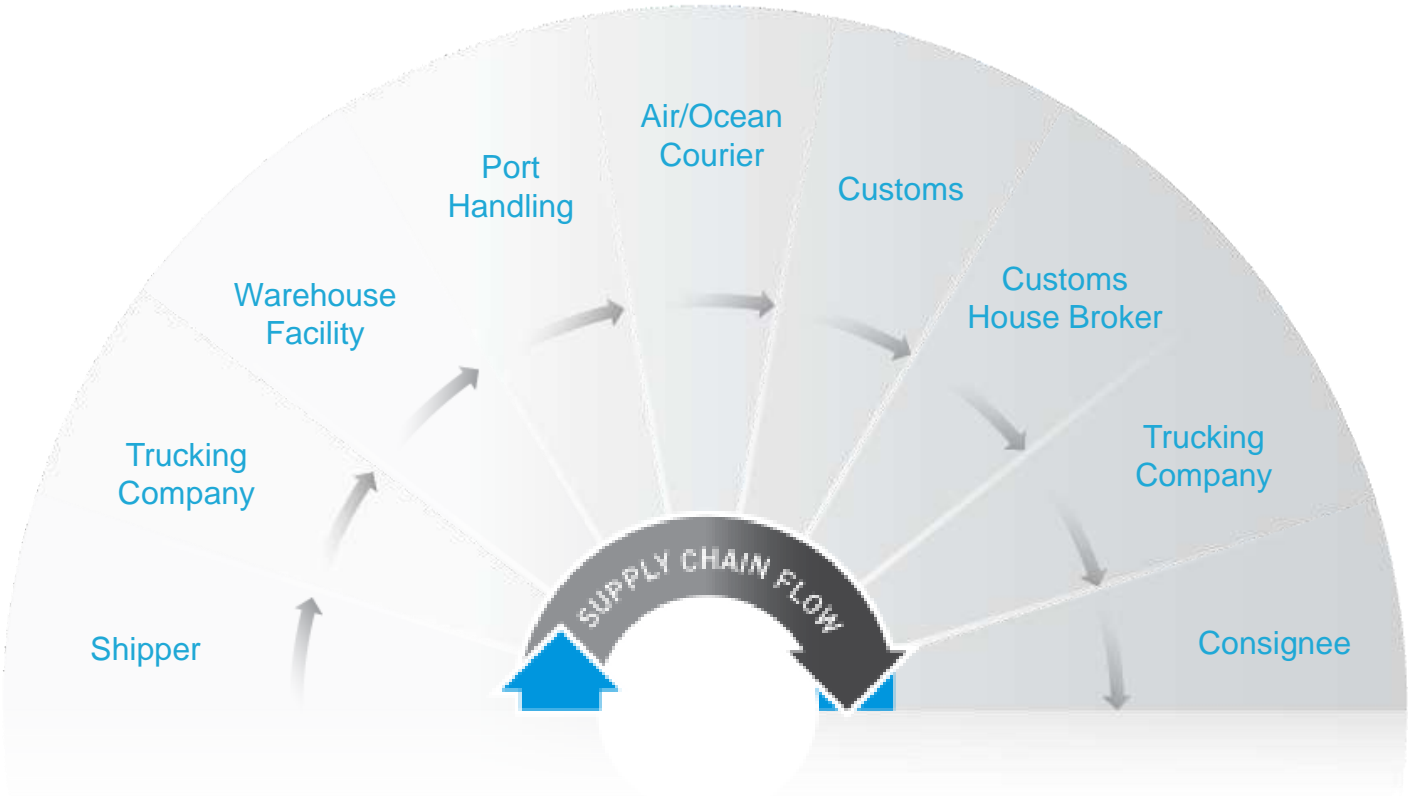 Air/Ocean
Courier
Port
Handling
Customs
Warehouse
Facility
Customs
House Broker
Trucking
Company
Trucking
Company
SUPPLY CHAIN FLOW
Shipper
Consignee